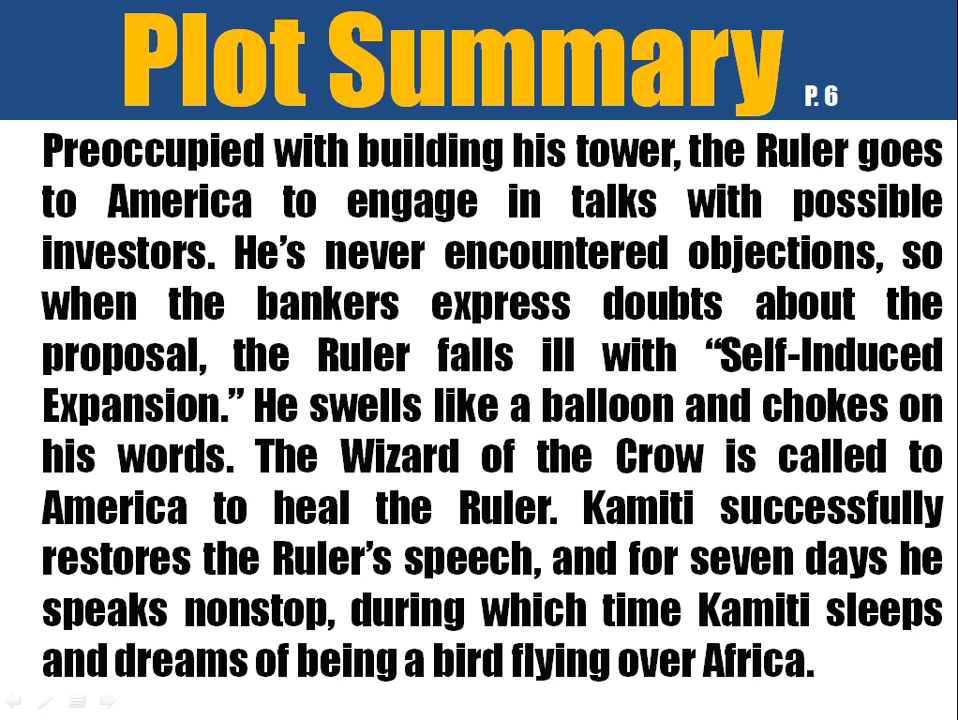 Plot Summary P. 6
Preoccupied with building his tower, the Ruler goes
to America to engage in talks with possible
investors. He’s never encountered objections, so
when the bankers express doubts about the
proposal, the Ruler falls ill with “Self-Induced
Expansion.” He swells like a balloon and chokes on
his words. The Wizard of the Crow is called to
America to heal the Ruler. Kamiti successfully
restores the Ruler’s speech, and for seven days he
speaks nonstop, during which time Kamiti sleeps
and dreams of being a bird flying over Africa.